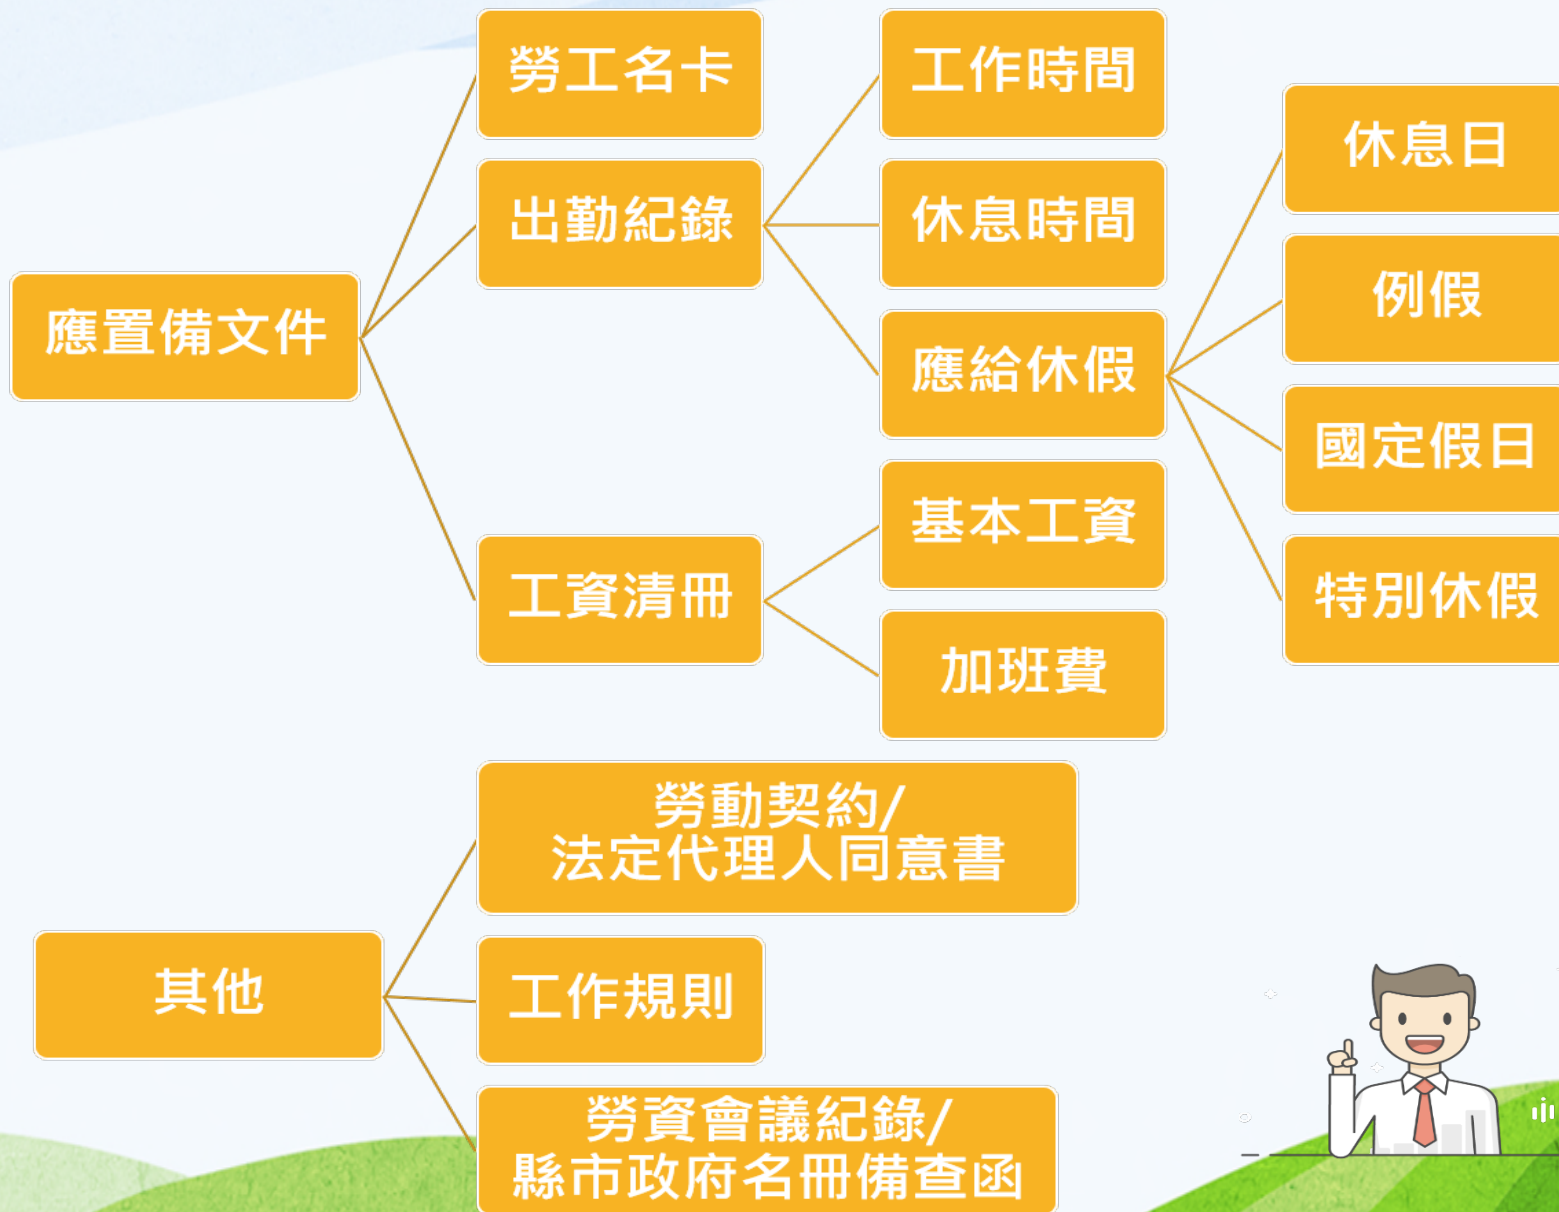 應置備文件
勞工名卡
出勤紀錄
工作時間
休息時間
應給休假
休息日
例假
國定假日
特別休假
工資清冊
基本工資
加班費
其他
勞動契約/
法定代理人同意書
工作規則
勞資會議紀錄/
縣市政府名冊備查函